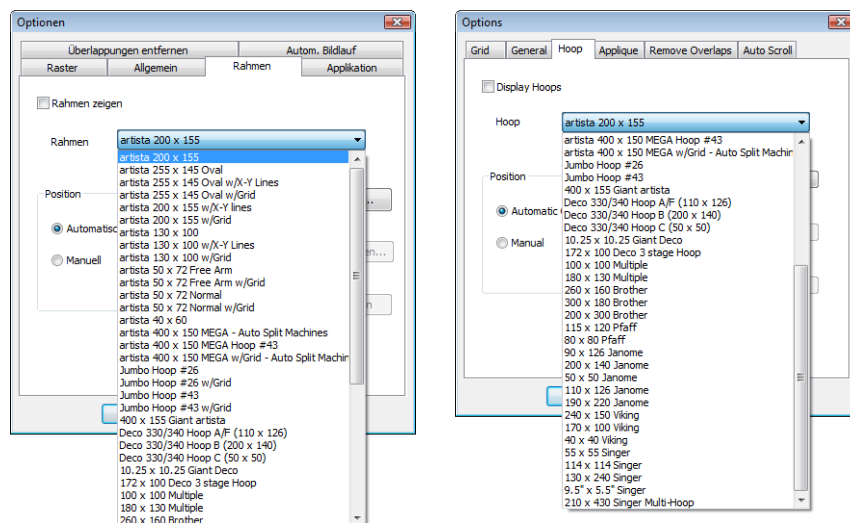 Optionen
Überlappungen entfernen
Autom. Bildlauf
Raster
Allgemein
Rahmen
Applikation
Rahmen zeigen
Rahmen
artista 200 x 155
artista 200 x 155
artista 255 x 145 Oval
artista 255 x 145 Oval w/X-Y Lines
artista 255 x 145 Oval w/Grid
artista 200 x 155 w/X-Y lines
artista 200 x 155 w/Grid
artista 130 x 100
artista 130 x 100 w/X-Y Lines
artista 130 x 100 w/Grid
artista 50 x 72 Free Arm
artista 50 x 72 Free Arm w/Grid
artista 50 x 72 Normal
artista 50 x 72 Normal w/Grid
artista 40 x 60
artista 400 x 150 MEGA - Auto Split Machines
artista 400 x 150 MEGA Hoop #43
artista 400 x 150 MEGA w/Grid - Auto Split Machin
Jumbo Hoop #26
Jumbo Hoop #26 w/Grid
Jumbo Hoop #43
Jumbo Hoop #43 w/Grid
400 x 155 Giant artista
Deco 330/340 Hoop A/F (110 x 126)
Deco 330/340 Hoop B (200 x 140)
Deco 330/340 Hoop C (50 x 50)
10.25 x 10.25 Giant Deco
172 x 100 Deco 3 stage Hoop
100 x 100 Multiple
180 x 130 Multiple
260 x 160 Brother
Position
Automatisc
Manuell
Options
Grid
General
Hoop
Applique
Remove Overlaps
Auto Scroll
Display Hoops
Hoop
artista 200 x 155
artista 400 x 150 MEGA Hoop #43
artista 400 x 150 MEGA w/Grid - Auto Split Machin
Jumbo Hoop #26
Jumbo Hoop #43
400 x 155 Giant artista
Deco 330/340 Hoop A/F (110 x 126)
Deco 330/340 Hoop B (200 x 140)
Deco 330/340 Hoop C (50 x 50)
10.25 x 10.25 Giant Deco
172 x 100 Deco 3 stage Hoop
100 x 100 Multiple
180 x 130 Multiple
260 x 160 Brother
300 x 180 Brother
200 x 300 Brother
115 x 120 Pfaff
80 x 80 Pfaff
90 x 126 Janome
200 x 140 Janome
50 x 50 Janome
110 x 126 Janome
190 x 220 Janome
240 x 150 Viking
170 x 100 Viking
40 x 40 Viking
55 x 55 Singer
114 x 114 Singer
130 x 240 Singer
9.5" x 5.5" Singer
210 x 430 Singer Multi-Hoop
Position
Automatic
Manual